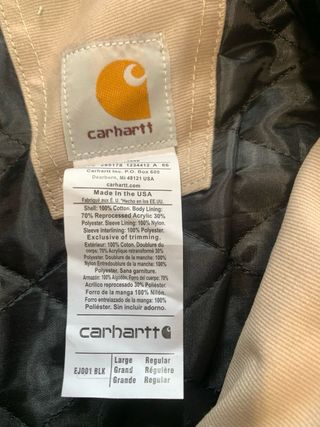 carhartt
Carhartt Inc. P.O. Box 600
Dearborn, Mi 48121 USA
carhartt.com
Made in the USA
Fabriqué aux É. U. "Hecho en los EE.UU.
Shell: 100% Cotton. Body Lining:
70% Reprocessed Acrylic 30%
Polyester. Sleeve Lining: 100% Nylon.
Sleeve Interlining: 100% Polyester.
Exclusive of trimming.
Extérieur: 100% Coton. Doublure du
corps: 70% Acrylique retransformé 30%
Polyester. Doublure de la manche: 100%
Nylon Entredoublure de la manche: 100%
Polyester. Sans garniture.
Armazón: 100% Algodón. Forro del cuerpo: 70%
Acrílico reprocesado 30% Poliéster.
Forro de la manga: 100% Nilón.
Forro de manga: 100%
Poliéster. Sin incluir adorno.
carhartt
EJ001 BLK
Large Regular
Grand Régulière
Grande Regular